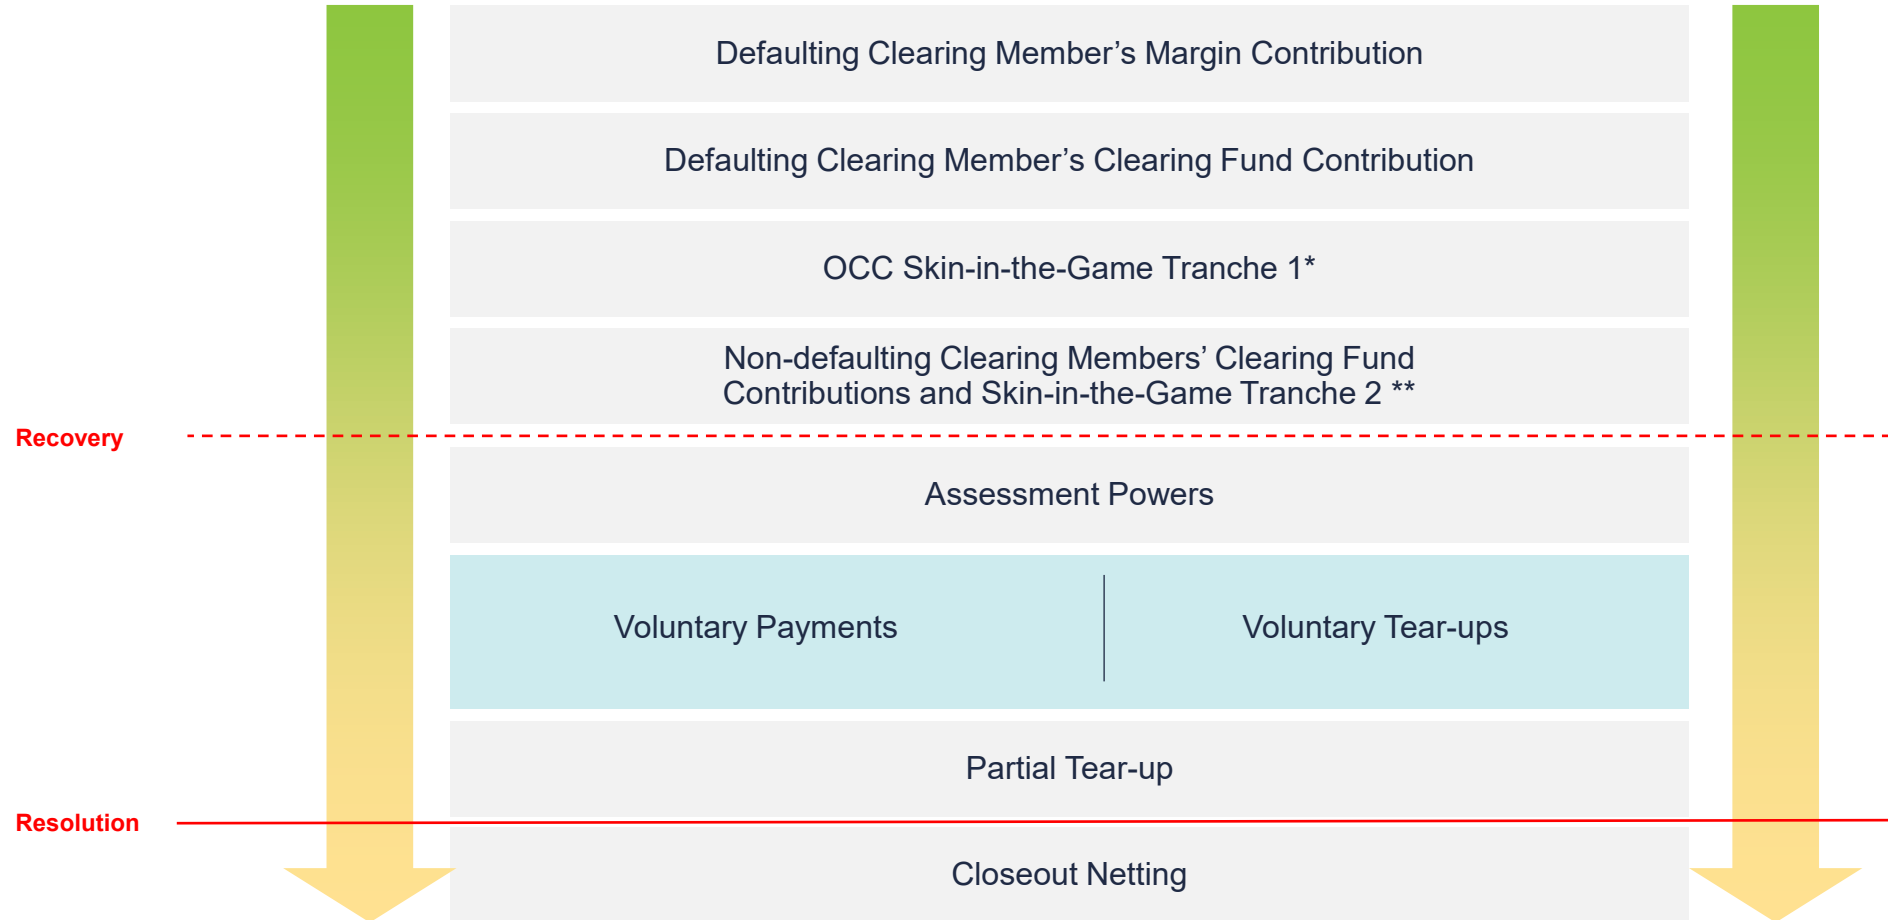 Defaulting Clearing Member’s Margin Contribution
Defaulting Clearing Member’s Clearing Fund Contribution
OCC Skin-in-the-Game Tranche 1*
Non-defaulting Clearing Members’ Clearing Fund
Contributions and Skin-in-the-Game Tranche 2 **
Recovery
Assessment Powers
Voluntary Payments
Voluntary Tear-ups
Partial Tear-up
Resolution
Closeout Netting